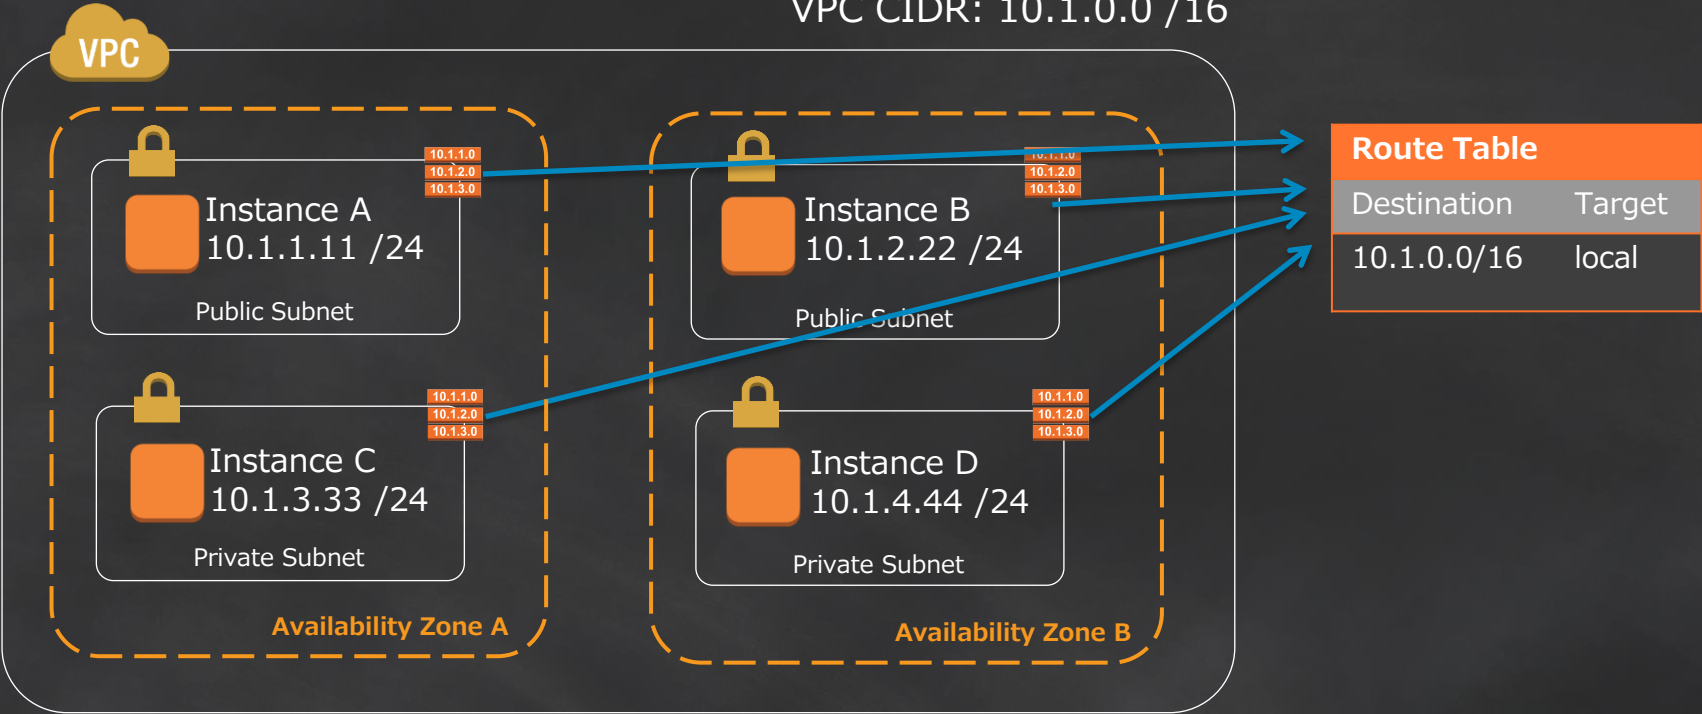 VPC CIDR: 10.1.0.0 /16
VPC
10.1.1.0
10.1.2.0
10.1.3.0
Instance A
10.1.1.11 /24
Public Subnet
10.1.1.0
10.1.2.0
10.1.3.0
Instance B
10.1.2.22 /24
Public Subnet
Route Table
Destination Target
10.1.0.0/16 local
10.1.1.0
10.1.2.0
10.1.3.0
Instance C
10.1.3.33 /24
Private Subnet
Availability Zone A
10.1.1.0
10.1.2.0
10.1.3.0
Instance D
10.1.4.44 /24
Private Subnet
Availability Zone B